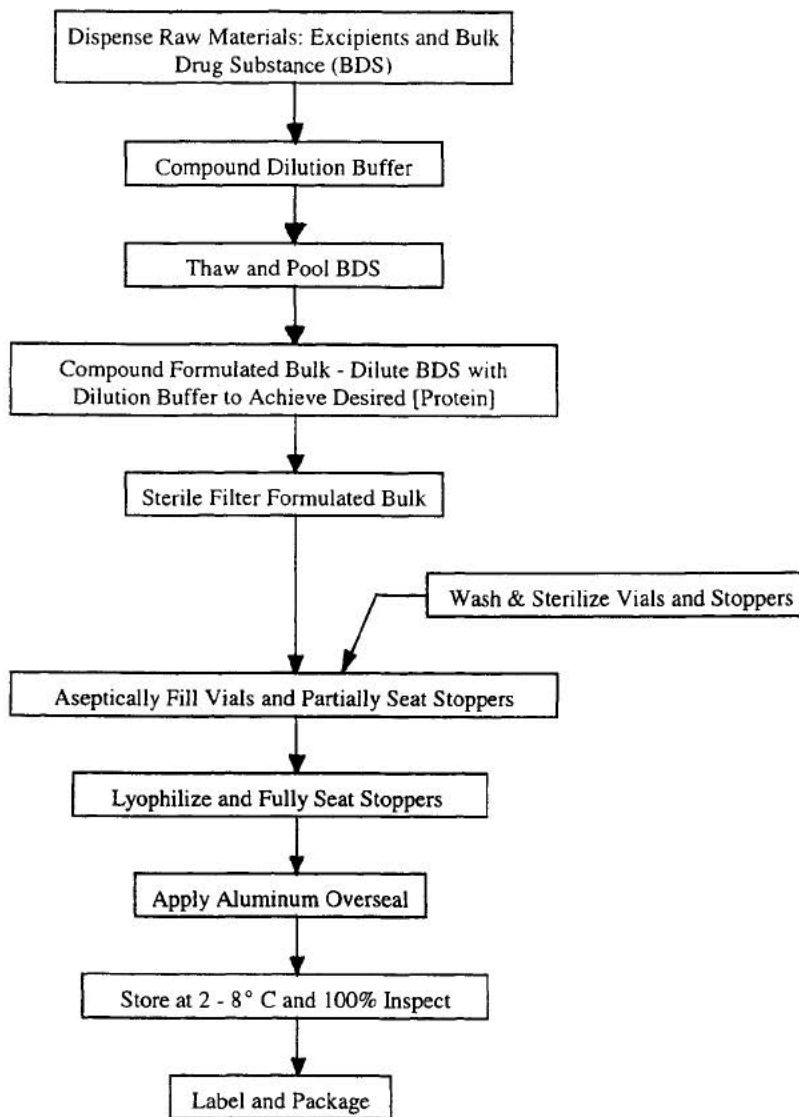 Dispense Raw Materials: Excipients and Bulk
Drug Substance (BDS)
Compound Dilution Buffer
Thaw and Pool BDS
Compound Formulated Bulk - Dilute BDS with
Dilution Buffer to Achieve Desired [Protein]
Sterile Filter Formulated Bulk
Wash & Sterilize Vials and Stoppers
Aseptically Fill Vials and Partially Seat Stoppers
Lyophilize and Fully Seat Stoppers
Apply Aluminum Overseal
Store at 2 - 8° C and 100% Inspect
Label and Package